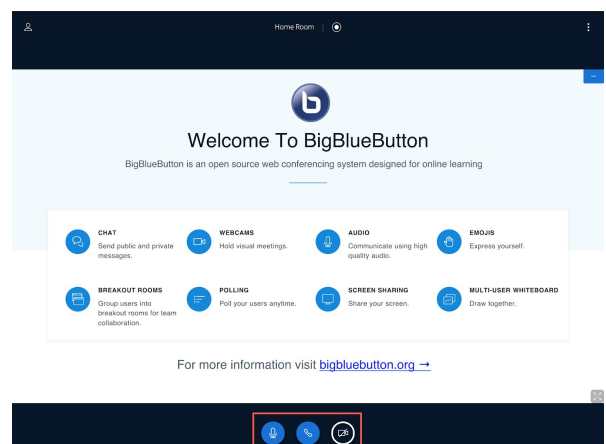 Home Room
Welcome To BigBlueButton
BigBlueButton is an open source web conferencing system designed for online learning
CHAT
Send public and private
messages.
WEBCAMS
Hold visual meetings.
AUDIO
Communicate using high
quality audio.
EMOJIS
Express yourself.
BREAKOUT ROOMS
Group users into
breakout rooms for team
collaboration.
POLLING
Poll your users anytime.
SCREEN SHARING
Share your screen.
MULTI-USER WHITEBOARD
Draw together.
For more information visit bigbluebutton.org →